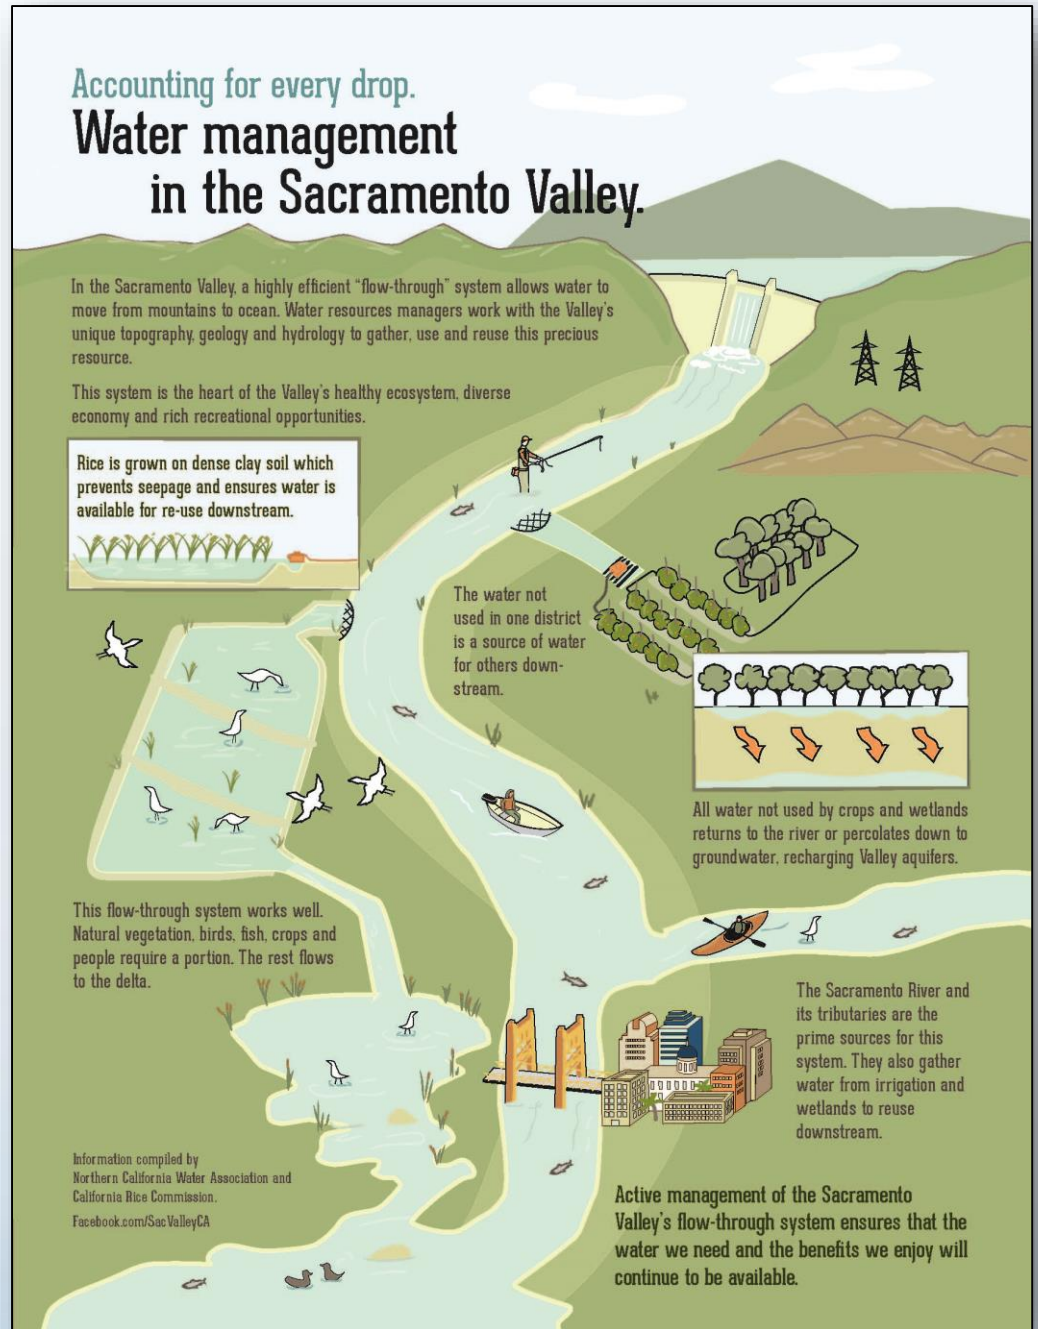 Accounting for every drop.
Water management
in the Sacramento Valley.
In the Sacramento Valley, a highly efficient “flow-through” system allows water to
move from mountains to ocean. Water resources managers work with the Valley’s
unique topography, geology and hydrology to gather, use and reuse this precious
resource.
This system is the heart of the Valley’s healthy ecosystem, diverse
economy and rich recreational opportunities.
Rice is grown on dense clay soil which
prevents seepage and ensures water is
available for re-use downstream.
The water not
used in one district
is a source of water
for others down-
stream.
All water not used by crops and wetlands
returns to the river or percolates down to
groundwater, recharging Valley aquifers.
This flow-through system works well.
Natural vegetation, birds, fish, crops and
people require a portion. The rest flows
to the delta.
The Sacramento River and
its tributaries are the
prime sources for this
system. They also gather
water from irrigation and
wetlands to reuse
downstream.
Information compiled by
Northern California Water Association and
California Rice Commission.
Facebook.com/SacValleyCA
Active management of the Sacramento
Valley’s flow-through system ensures that the
water we need and the benefits we enjoy will
continue to be available.